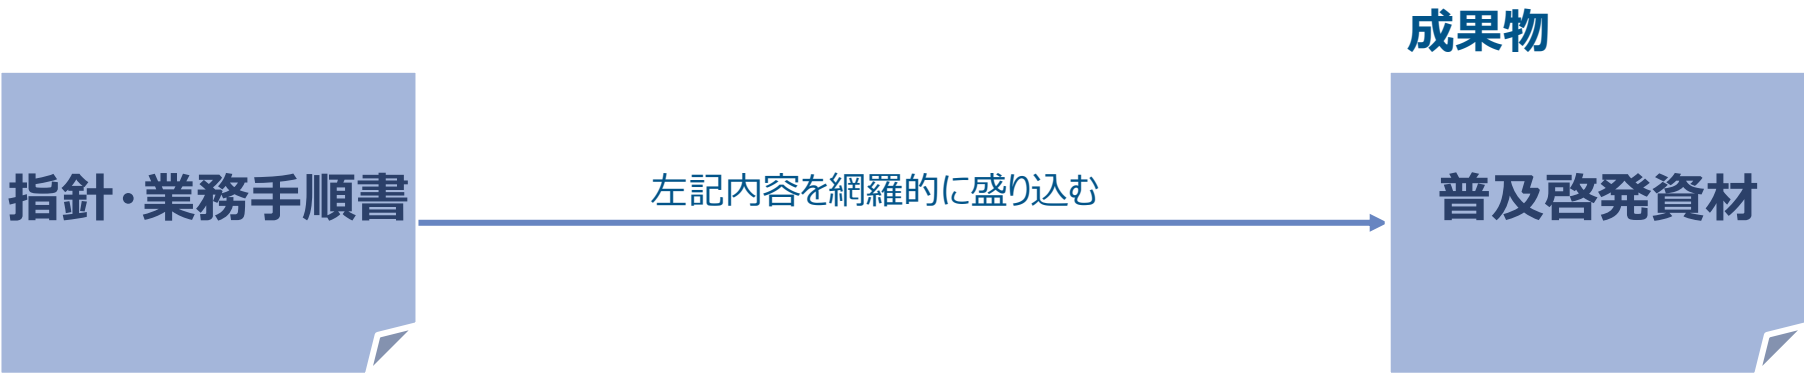 成果物
指針・業務手順書
左記内容を網羅的に盛り込む
普及啓発資材